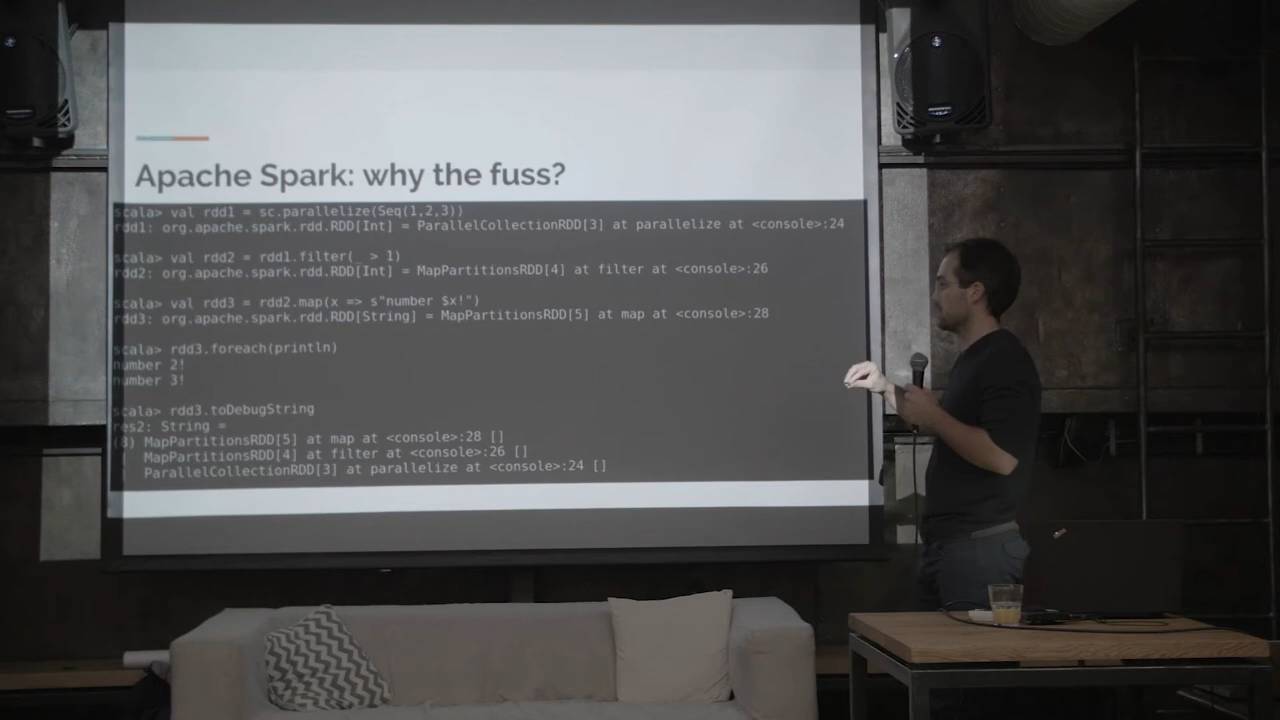 Apache Spark: why the fuss?
scala> val rdd1 = sc.parallelize(Seq(1,2,3))
rdd1: org.apache.spark.rdd.RDD[Int] = ParallelCollectionRDD[3] at parallelize at <console>:24
scala> val rdd2 = rdd1.filter(_ > 1)
rdd2: org.apache.spark.rdd.RDD[Int] = MapPartitionsRDD[4] at filter at <console>:26
scala> val rdd3 = rdd2.map(x => s"number $x!")
rdd3: org.apache.spark.rdd.RDD[String] = MapPartitionsRDD[5] at map at <console>:28
scala> rdd3.foreach(println)
number 2!
number 3!
scala> rdd3.toDebugString
res2: String =
(8) MapPartitionsRDD[5] at map at <console>:28 []
| MapPartitionsRDD[4] at filter at <console>:26 []
| ParallelCollectionRDD[3] at parallelize at <console>:24 []